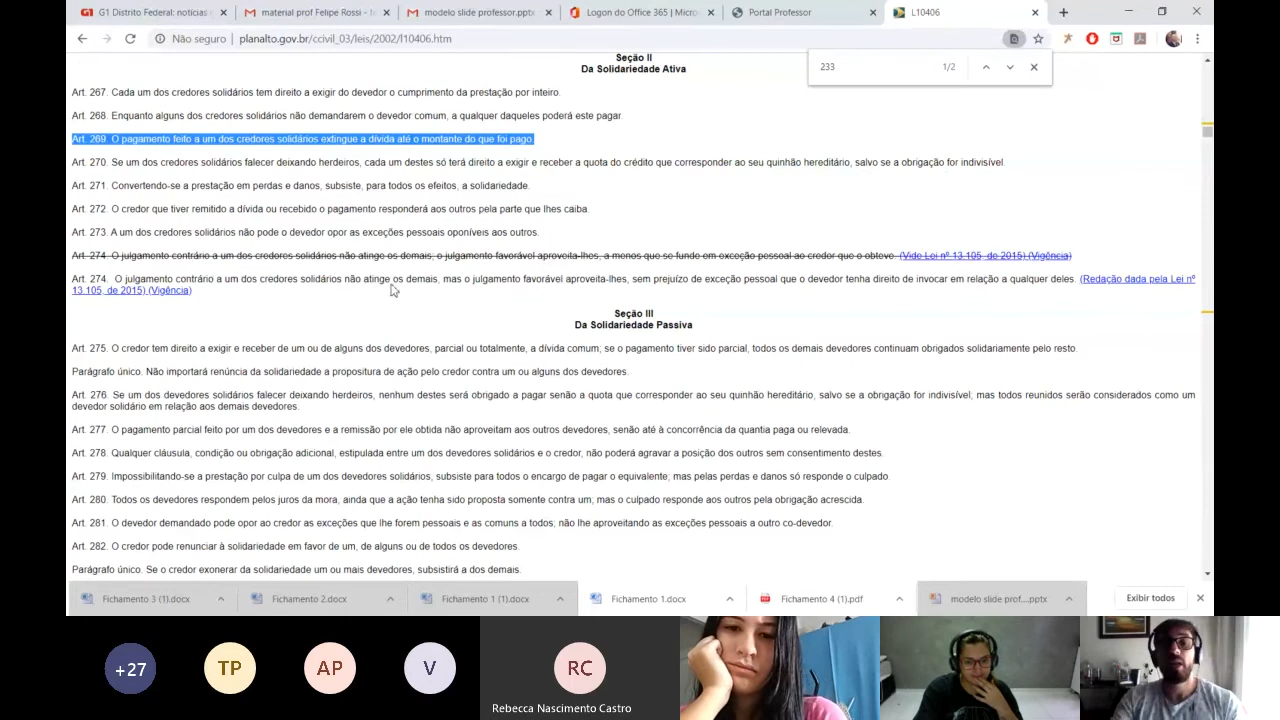 G1 Distrito Federal: notícias
material prof Felipe Rossi -
modelo slide professor.pptx
Logon do Office 365 | Micro
Portal Professor
L10406
Não seguro | planalto.gov.br/ccivil_03/leis/2002/l10406.htm
233
1/2
Seção II
Da Solidariedade Ativa
Art. 267. Cada um dos credores solidários tem direito a exigir do devedor o cumprimento da prestação por inteiro.
Art. 268. Enquanto alguns dos credores solidários não demandarem o devedor comum, a qualquer daqueles poderá este pagar.
Art. 269. O pagamento feito a um dos credores solidários extingue a dívida até o montante do que foi pago.
Art. 270. Se um dos credores solidários falecer deixando herdeiros, cada um destes só terá direito a exigir e receber a quota do crédito que corresponder ao seu quinhão hereditário, salvo se a obrigação for indivisível.
Art. 271. Convertendo-se a prestação em perdas e danos, subsiste, para todos os efeitos, a solidariedade.
Art. 272. O credor que tiver remitido a dívida ou recebido o pagamento responderá aos outros pela parte que lhes caiba.
Art. 273. A um dos credores solidários não pode o devedor opor as exceções pessoais oponíveis aos outros.
Art. 274. O julgamento contrário a um dos credores solidários não atinge os demais; o julgamento favorável aproveita-lhes, a menos que se funde em exceção pessoal ao credor que o obteve. (Vide Lei nº 13.105, de 2015) (Vigência)
Art. 274. O julgamento contrário a um dos credores solidários não atinge os demais, mas o julgamento favorável aproveita-lhes, sem prejuízo de exceção pessoal que o devedor tenha direito de invocar em relação a qualquer deles. (Redação dada pela Lei nº
13.105, de 2015) (Vigência)
Seção III
Da Solidariedade Passiva
Art. 275. O credor tem direito a exigir e receber de um ou de alguns dos devedores, parcial ou totalmente, a dívida comum; se o pagamento tiver sido parcial, todos os demais devedores continuam obrigados solidariamente pelo resto.
Parágrafo único. Não importará renúncia da solidariedade a propositura de ação pelo credor contra um ou alguns dos devedores.
Art. 276. Se um dos devedores solidários falecer deixando herdeiros, nenhum destes será obrigado a pagar senão a quota que corresponder ao seu quinhão hereditário, salvo se a obrigação for indivisível; mas todos reunidos serão considerados como um
devedor solidário em relação aos demais devedores.
Art. 277. O pagamento parcial feito por um dos devedores e a remissão por ele obtida não aproveitam aos outros devedores, senão até à concorrência da quantia paga ou relevada.
Art. 278. Qualquer cláusula, condição ou obrigação adicional, estipulada entre um dos devedores solidários e o credor, não poderá agravar a posição dos outros sem consentimento destes.
Art. 279. Impossibilitando-se a prestação por culpa de um dos devedores solidários, subsiste para todos o encargo de pagar o equivalente; mas pelas perdas e danos só responde o culpado.
Art. 280. Todos os devedores respondem pelos juros da mora, ainda que a ação tenha sido proposta somente contra um; mas o culpado responde aos outros pela obrigação acrescida.
Art. 281. O devedor demandado pode opor ao credor as exceções que lhe forem pessoais e as comuns a todos; não lhe aproveitando as exceções pessoais a outro co-devedor.
Art. 282. O credor pode renunciar à solidariedade em favor de um, de alguns ou de todos os devedores.
Parágrafo único. Se o credor exonerar da solidariedade um ou mais devedores, subsistirá a dos demais.
Fichamento 3 (1).docx
Fichamento 2.docx
Fichamento 1 (1).docx
Fichamento 1.docx
Fichamento 4 (1).pdf
modelo slide prof....pptx
Exibir todos
+27
TP
AP
V
RC
Rebecca Nascimento Castro